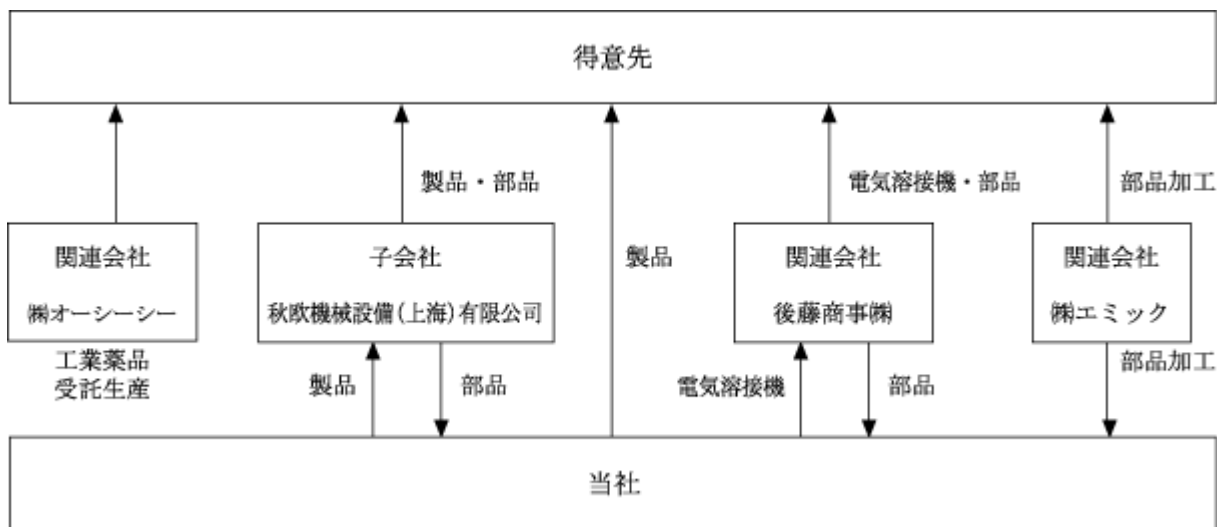 得意先
製品・部品
電気溶接機・部品
部品加工
関連会社
㈱オーシーシー
子会社
秋欧機械設備(上海)有限公司
製品
関連会社
後藤商事㈱
関連会社
㈱エミック
工業薬品
受託生産
製品
部品
電気溶接機
部品
部品加工
当社